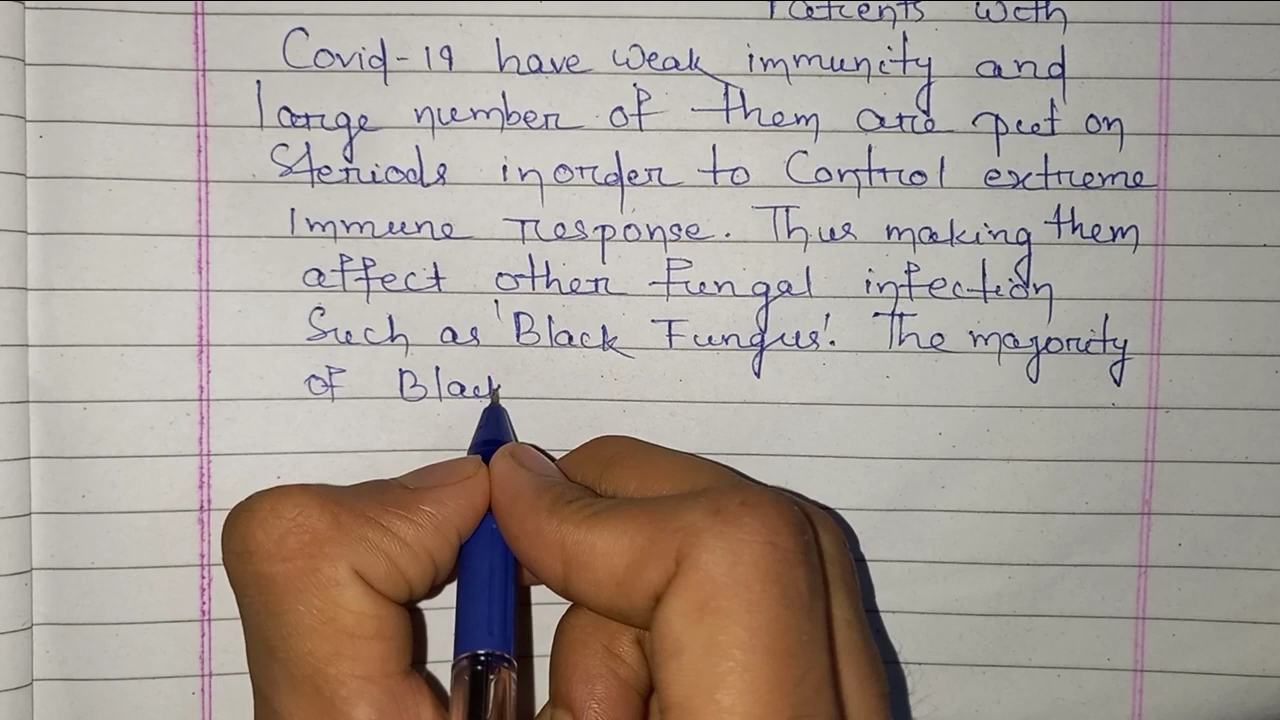 Patients with
Covid-19 have weak immunity and
large number of them are put on
Steriods inorder to Control extreme
Immune Response. Thus making them
affect other fungal infection
Such as 'Black Fungus'. The majority
of Black